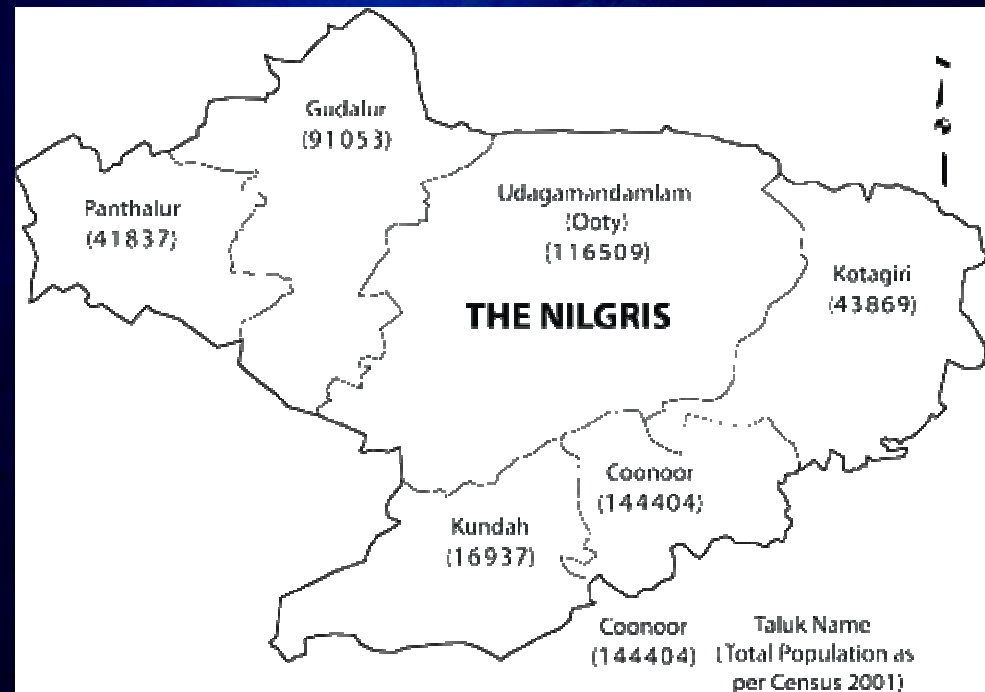 Gudalur
(91053)
Panthalur
(41837)
Udagamandamlam
(Ooty)
(116509)
Kotagiri
(43869)
THE NILGRIS
Coonoor
(144404)
Kundah
(16937)
Coonoor
(144404)
Taluk Name
(Total Population as
per Census 2001)